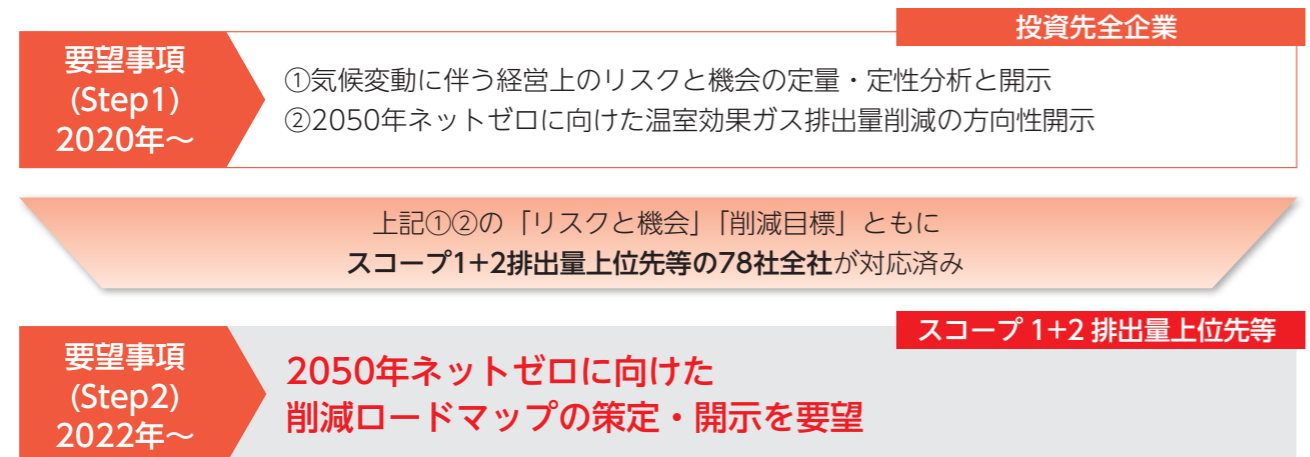 投資先全企業
要望事項
(Step1)
2020年~
①気候変動に伴う経営上のリスクと機会の定量・定性分析と開示
②2050年ネットゼロに向けた温室効果ガス排出量削減の方向性開示
上記①②の「リスクと機会」「削減目標」ともに
スコープ1+2排出量上位先等の78社全社が対応済み
スコープ 1+2 排出量上位先等
要望事項
(Step2)
2022年~
2050年ネットゼロに向けた
削減ロードマップの策定・開示を要望